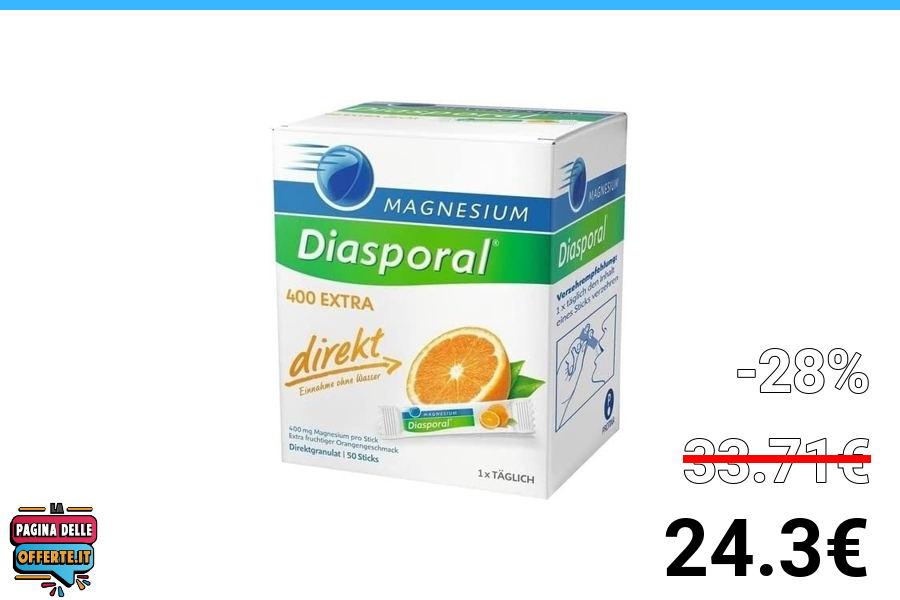 MAGNESIUM
Diasporal®
400 EXTRA
direkt
Einnahme ohne Wasser
MAGNESIUM
Diasporal
400 mg Magnesium pro Stick
Extra fruchtiger Orangengeschmack
Direktgranulat | 50 Sticks
1 x TÄGLICH
MAGNESIUM
Diasporal
Verzehrempfehlung:
1 x täglich den Inhalt
eines Sticks verzehren
-28%
33.71€
24.3€
LA
PAGINA DELLE
OFFERTE.IT